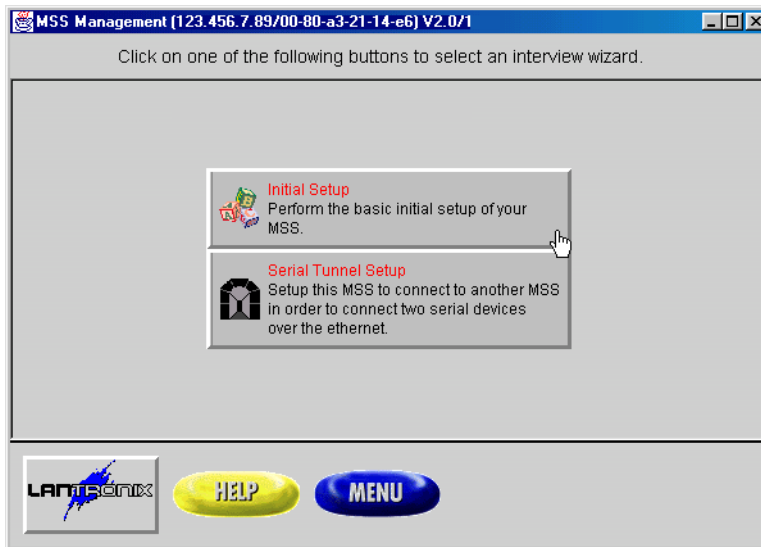 MSS Management (123.456.7.89/00-80-a3-21-14-e6) V2.0/1
Click on one of the following buttons to select an interview wizard.
Initial Setup
Perform the basic initial setup of your
MSS.
Serial Tunnel Setup
Setup this MSS to connect to another MSS
in order to connect two serial devices
over the ethernet.
LANTRONIX
HELP
MENU